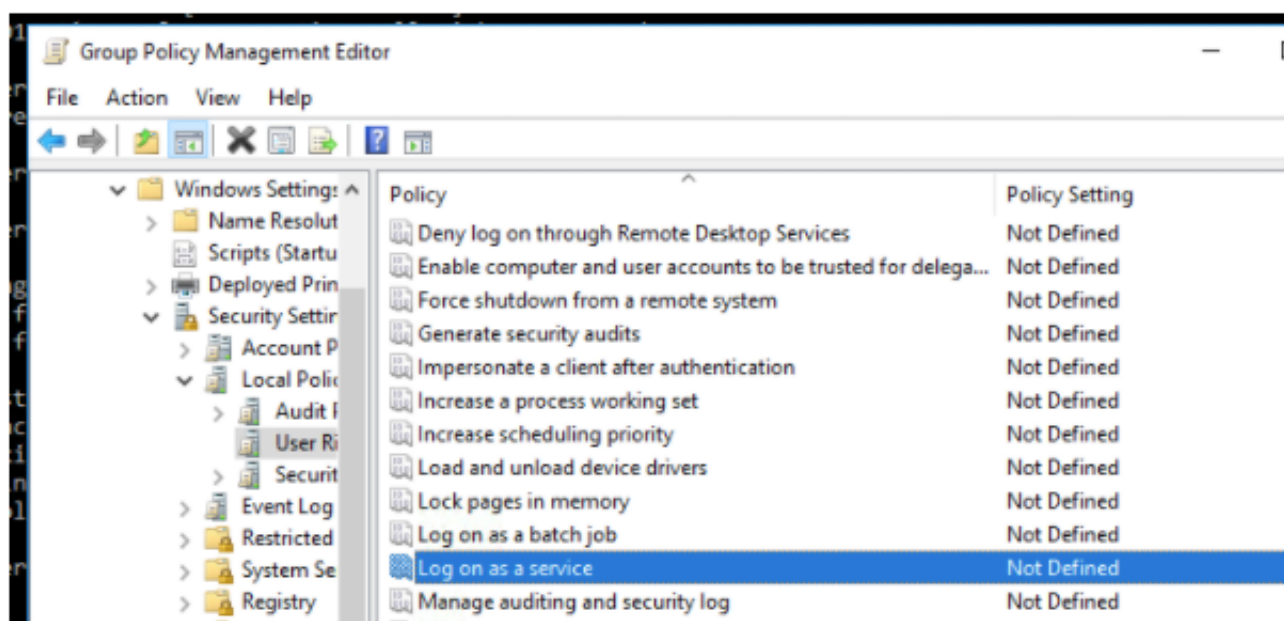 Group Policy Management Editor
File Action View Help
Windows Settings
Name Resolut
Scripts (Startu
Deployed Prin
Security Settin
Account P
Local Polic
Audit P
User Ri
Securit
Event Log
Restricted
System Se
Registry
Policy Policy Setting
Deny log on through Remote Desktop Services Not Defined
Enable computer and user accounts to be trusted for delega... Not Defined
Force shutdown from a remote system Not Defined
Generate security audits Not Defined
Impersonate a client after authentication Not Defined
Increase a process working set Not Defined
Increase scheduling priority Not Defined
Load and unload device drivers Not Defined
Lock pages in memory Not Defined
Log on as a batch job Not Defined
Log on as a service Not Defined
Manage auditing and security log Not Defined